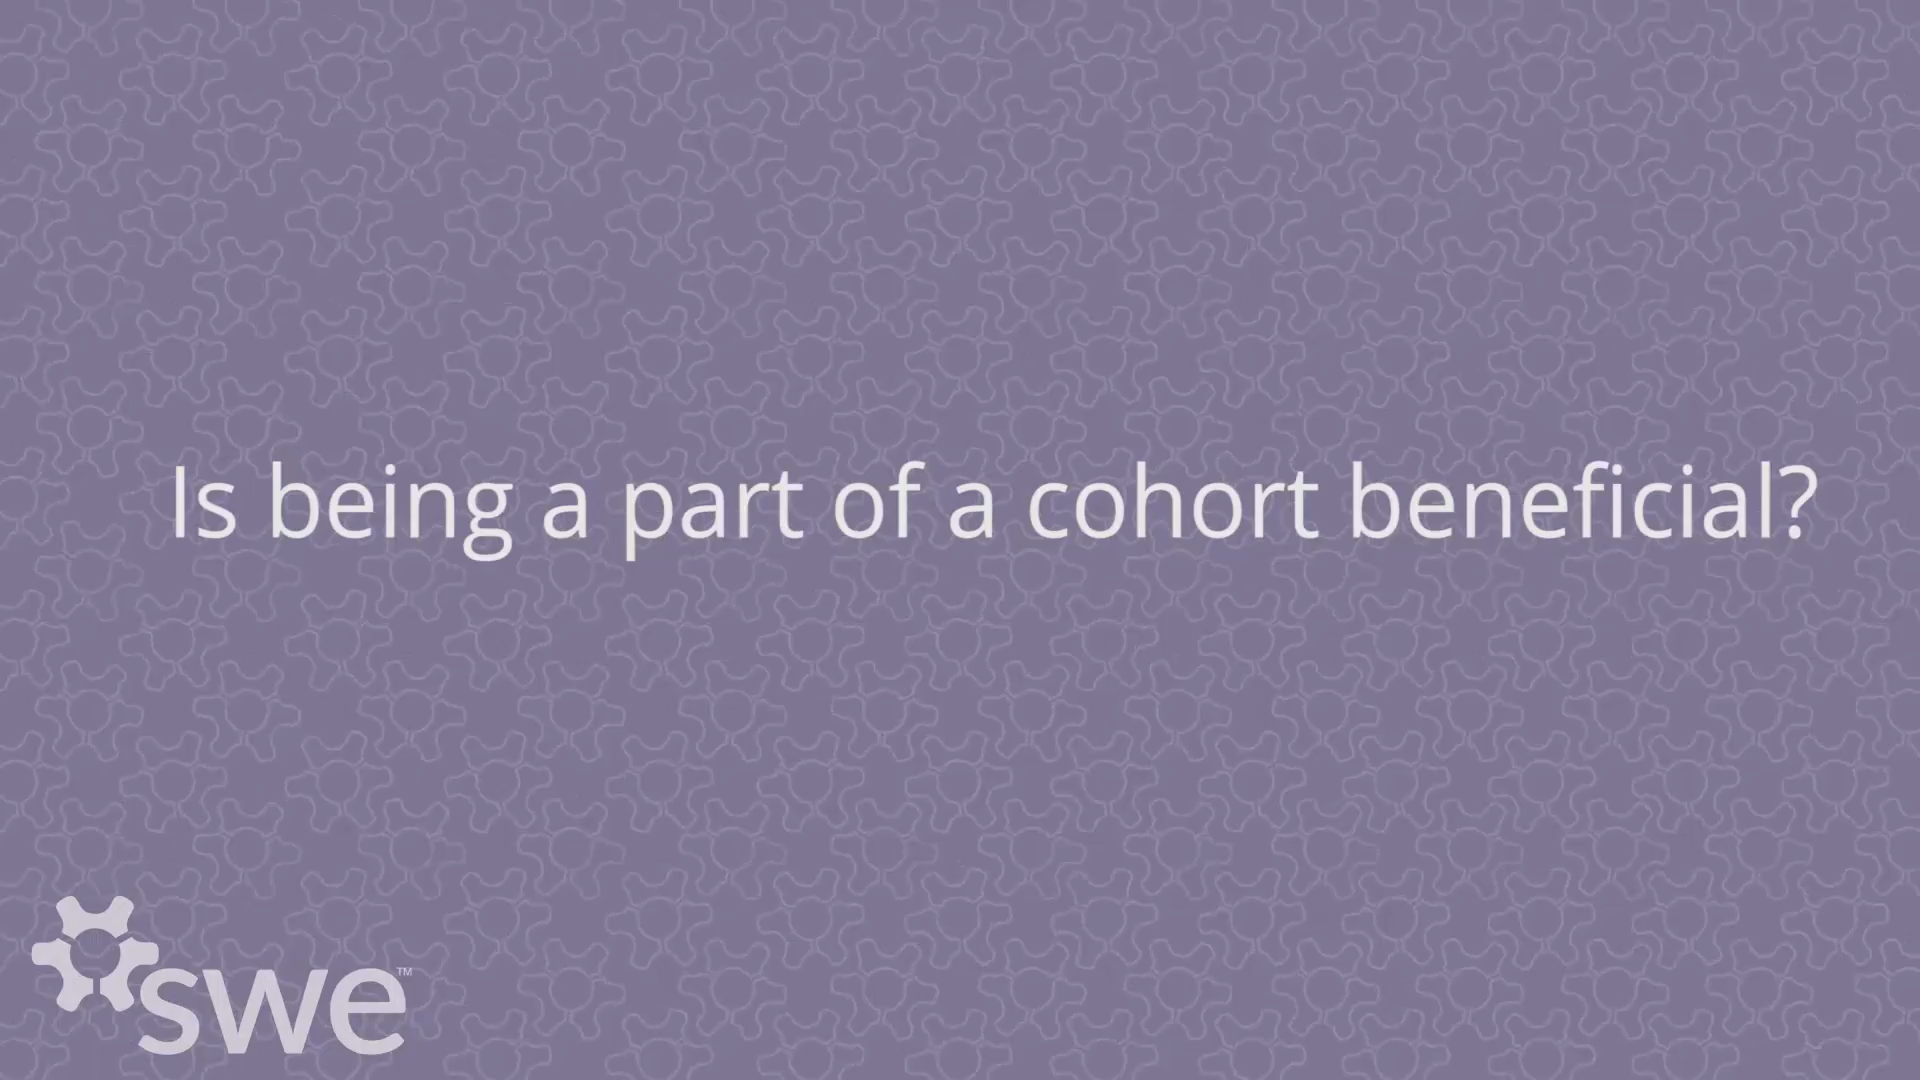 Is being a part of a cohort beneficial?
swe™